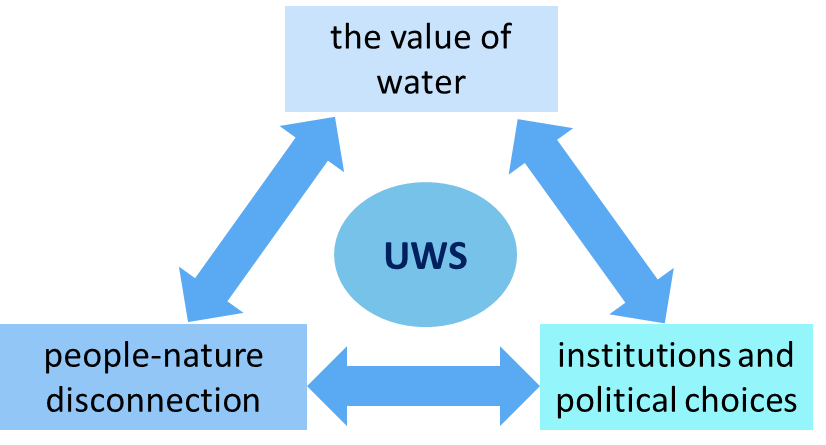 the value of
water
UWS
people-nature
disconnection
institutions and
political choices